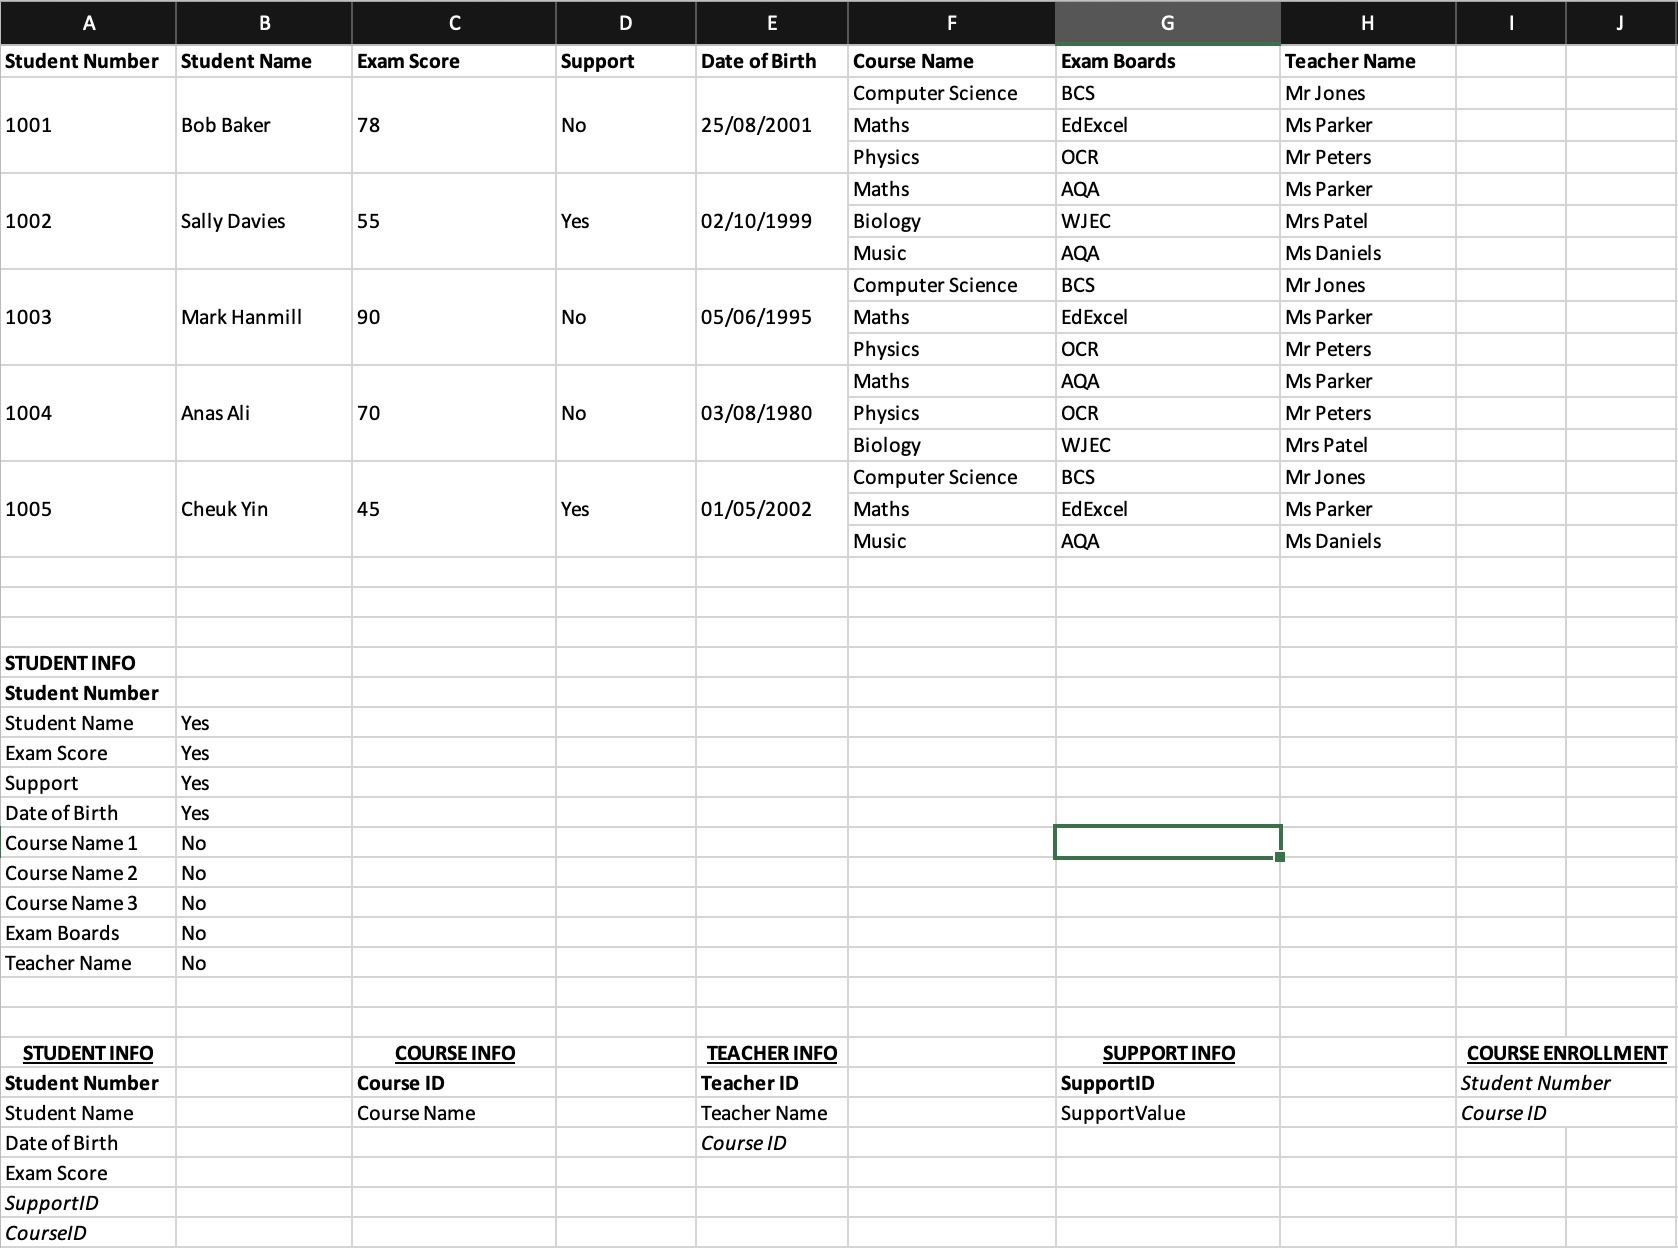 A B C D E F G H I J
Student Number Student Name Exam Score Support Date of Birth Course Name Exam Boards Teacher Name
Computer Science BCS Mr Jones
1001 Bob Baker 78 No 25/08/2001 Maths EdExcel Ms Parker
Physics OCR Mr Peters
Maths AQA Ms Parker
1002 Sally Davies 55 Yes 02/10/1999 Biology WJEC Mrs Patel
Music AQA Ms Daniels
Computer Science BCS Mr Jones
1003 Mark Hanmill 90 No 05/06/1995 Maths EdExcel Ms Parker
Physics OCR Mr Peters
Maths AQA Ms Parker
1004 Anas Ali 70 No 03/08/1980 Physics OCR Mr Peters
Biology WJEC Mrs Patel
Computer Science BCS Mr Jones
1005 Cheuk Yin 45 Yes 01/05/2002 Maths EdExcel Ms Parker
Music AQA Ms Daniels
STUDENT INFO
Student Number
Student Name Yes
Exam Score Yes
Support Yes
Date of Birth Yes
Course Name 1 No
Course Name 2 No
Course Name 3 No
Exam Boards No
Teacher Name No
STUDENT INFO COURSE INFO TEACHER INFO SUPPORT INFO COURSE ENROLLMENT
Student Number Course ID Teacher ID SupportID Student Number
Student Name Course Name Teacher Name SupportValue Course ID
Date of Birth Course ID
Exam Score
SupportID
CourseID